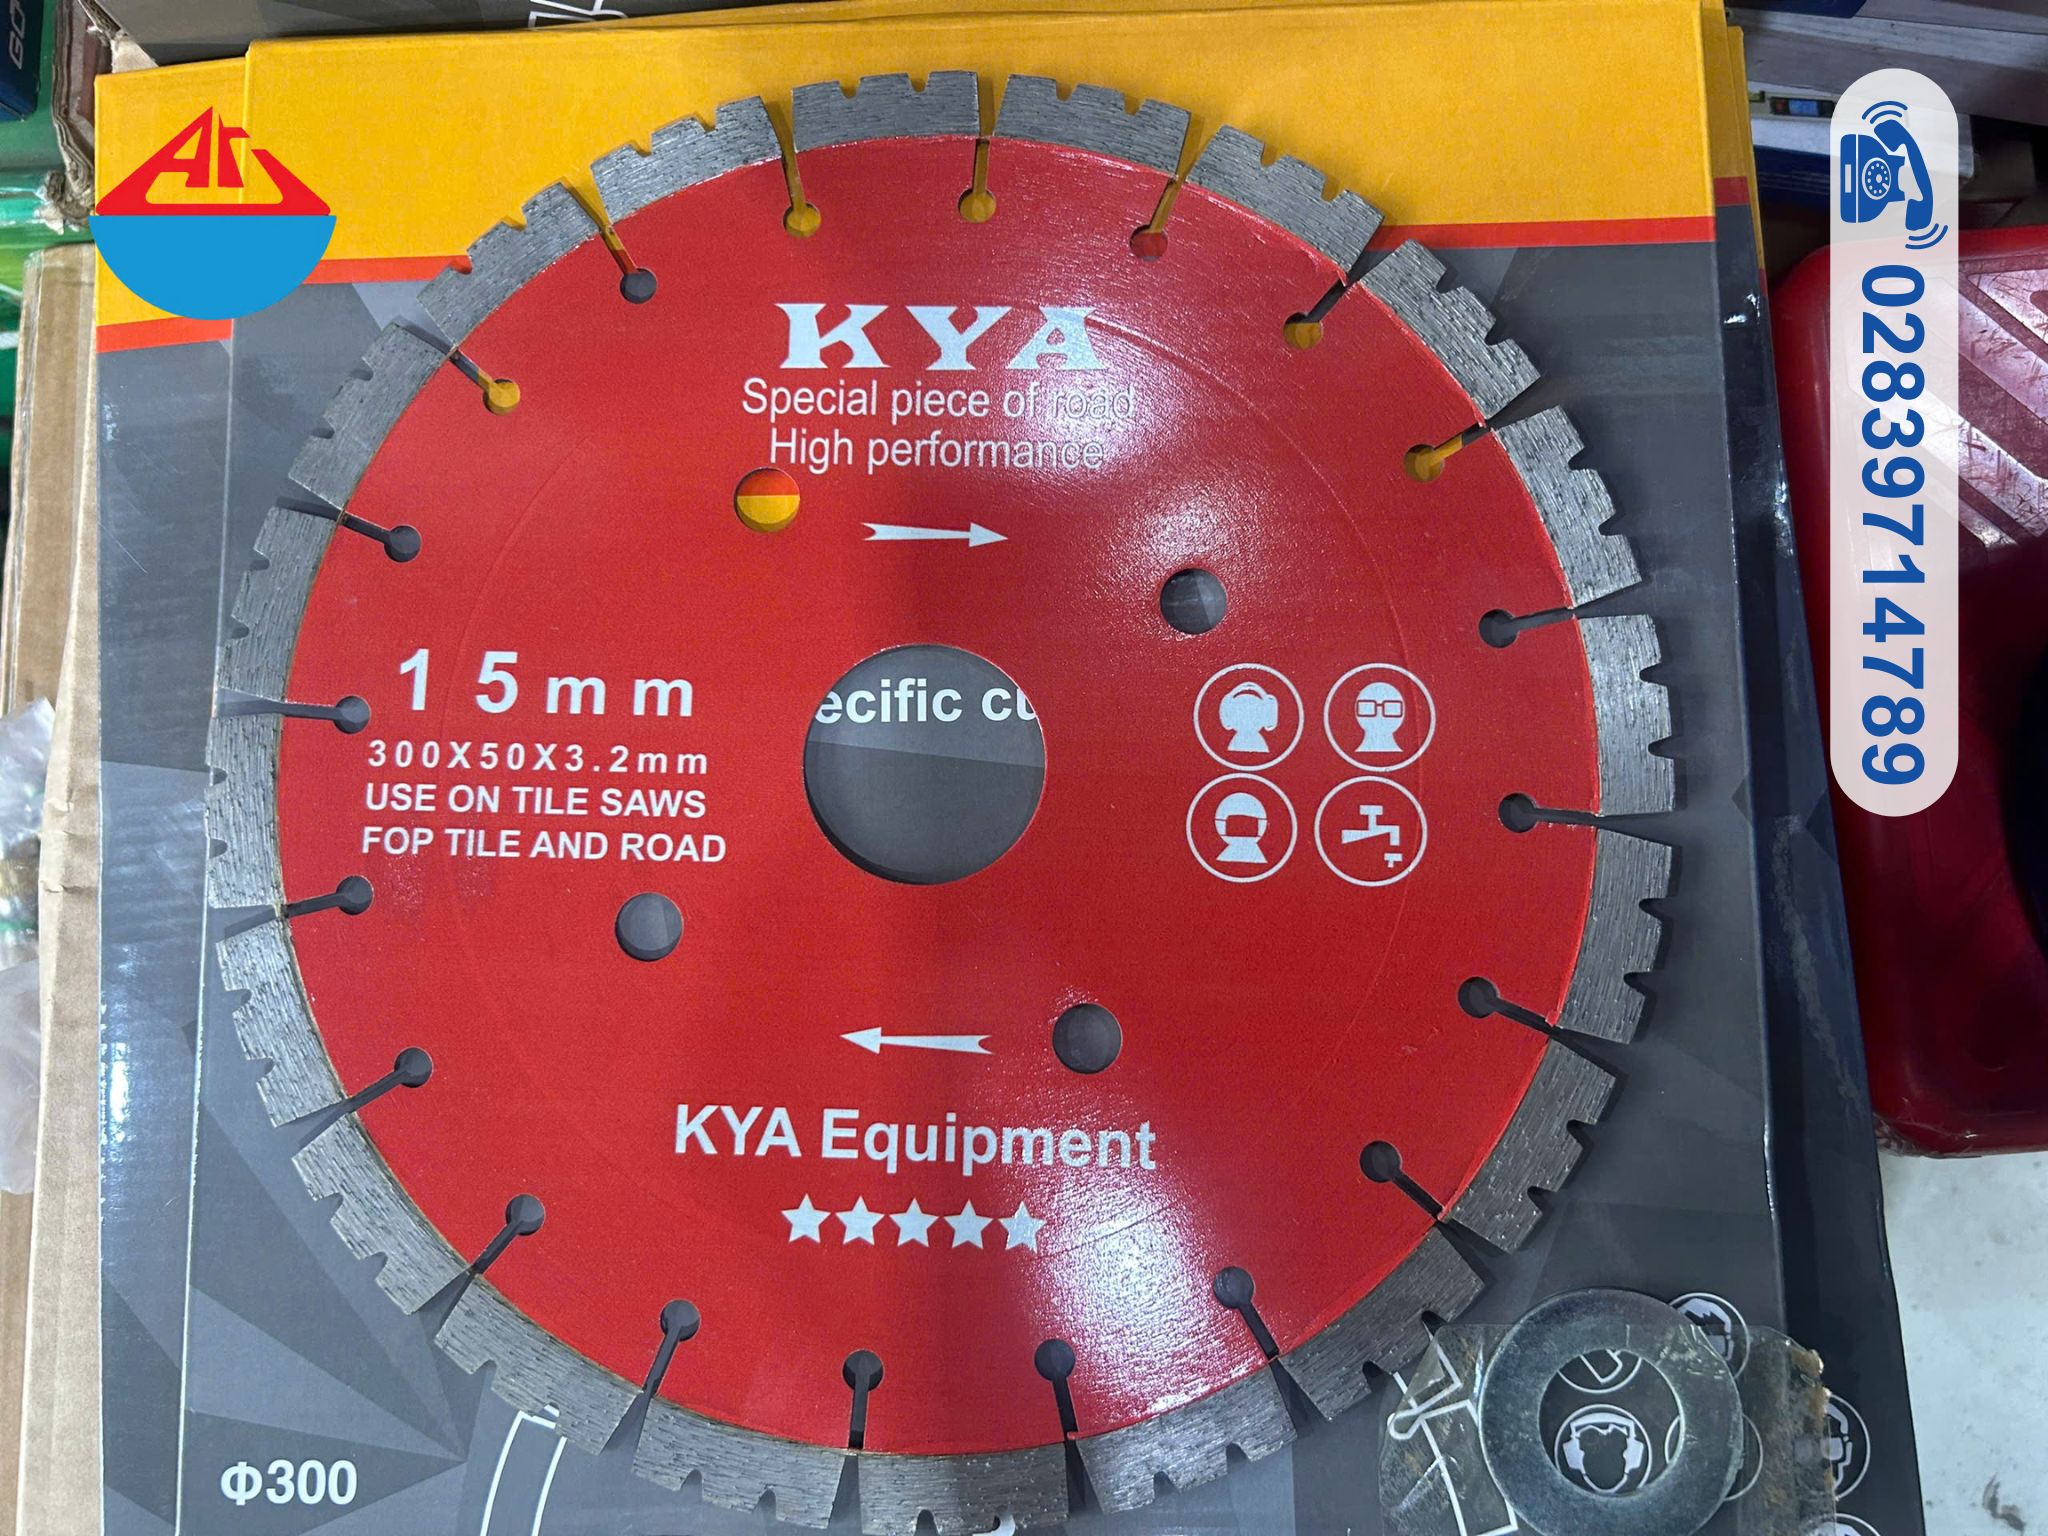 KYA
Special piece of road
High performance
15mm
300X50X3.2mm
USE ON TILE SAWS
FOP TILE AND ROAD
ecific cu
KYA Equipment
Φ300
02839714789